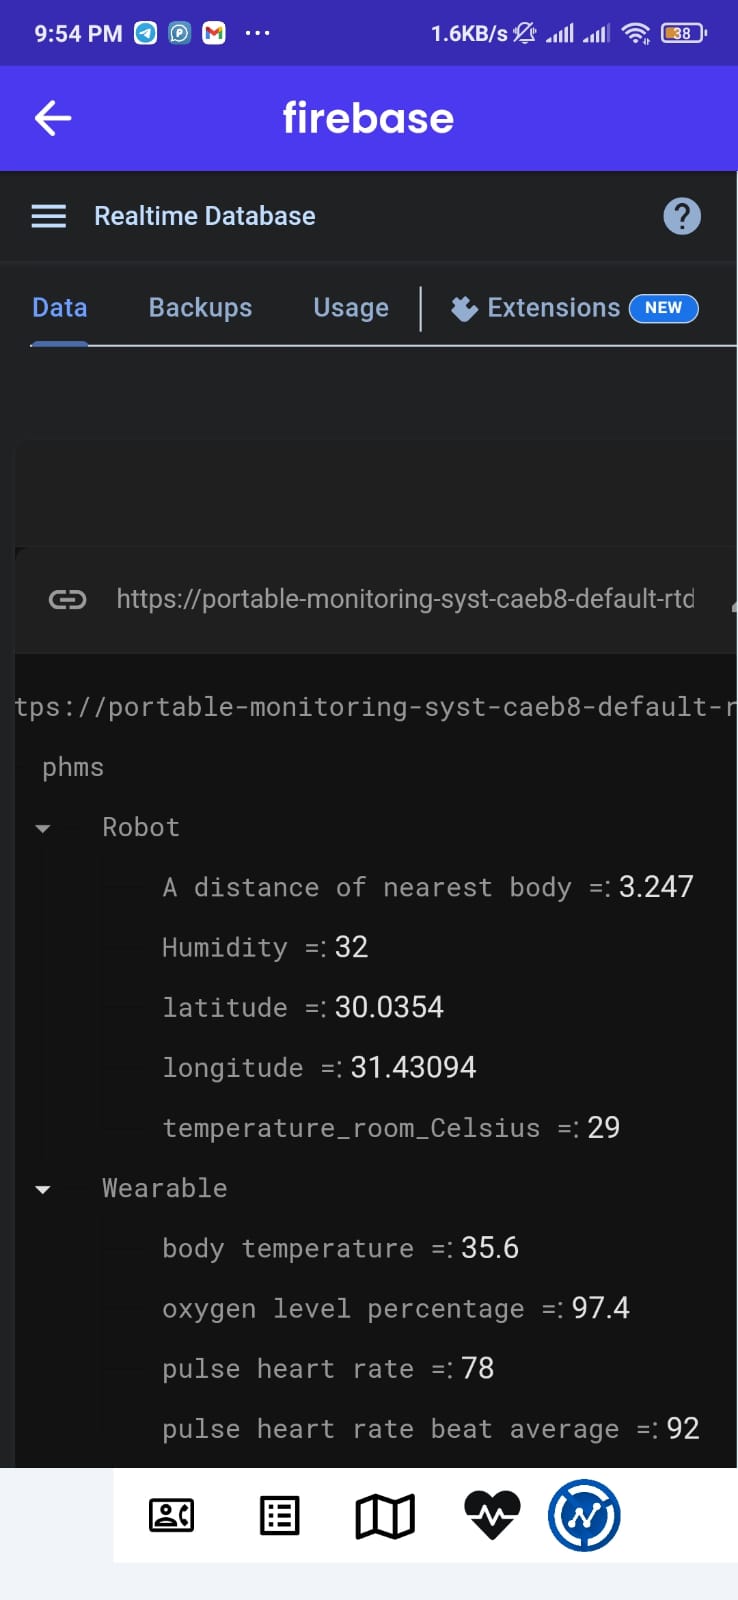 9:54 PM 1.6KB/s 38
firebase
Realtime Database
Data Backups Usage Extensions NEW
https://portable-monitoring-syst-caeb8-default-rtd
tps://portable-monitoring-syst-caeb8-default-r
phms
Robot
A distance of nearest body =: 3.247
Humidity =: 32
latitude =: 30.0354
longitude =: 31.43094
temperature_room_Celsius =: 29
Wearable
body temperature =: 35.6
oxygen level percentage =: 97.4
pulse heart rate =: 78
pulse heart rate beat average =: 92